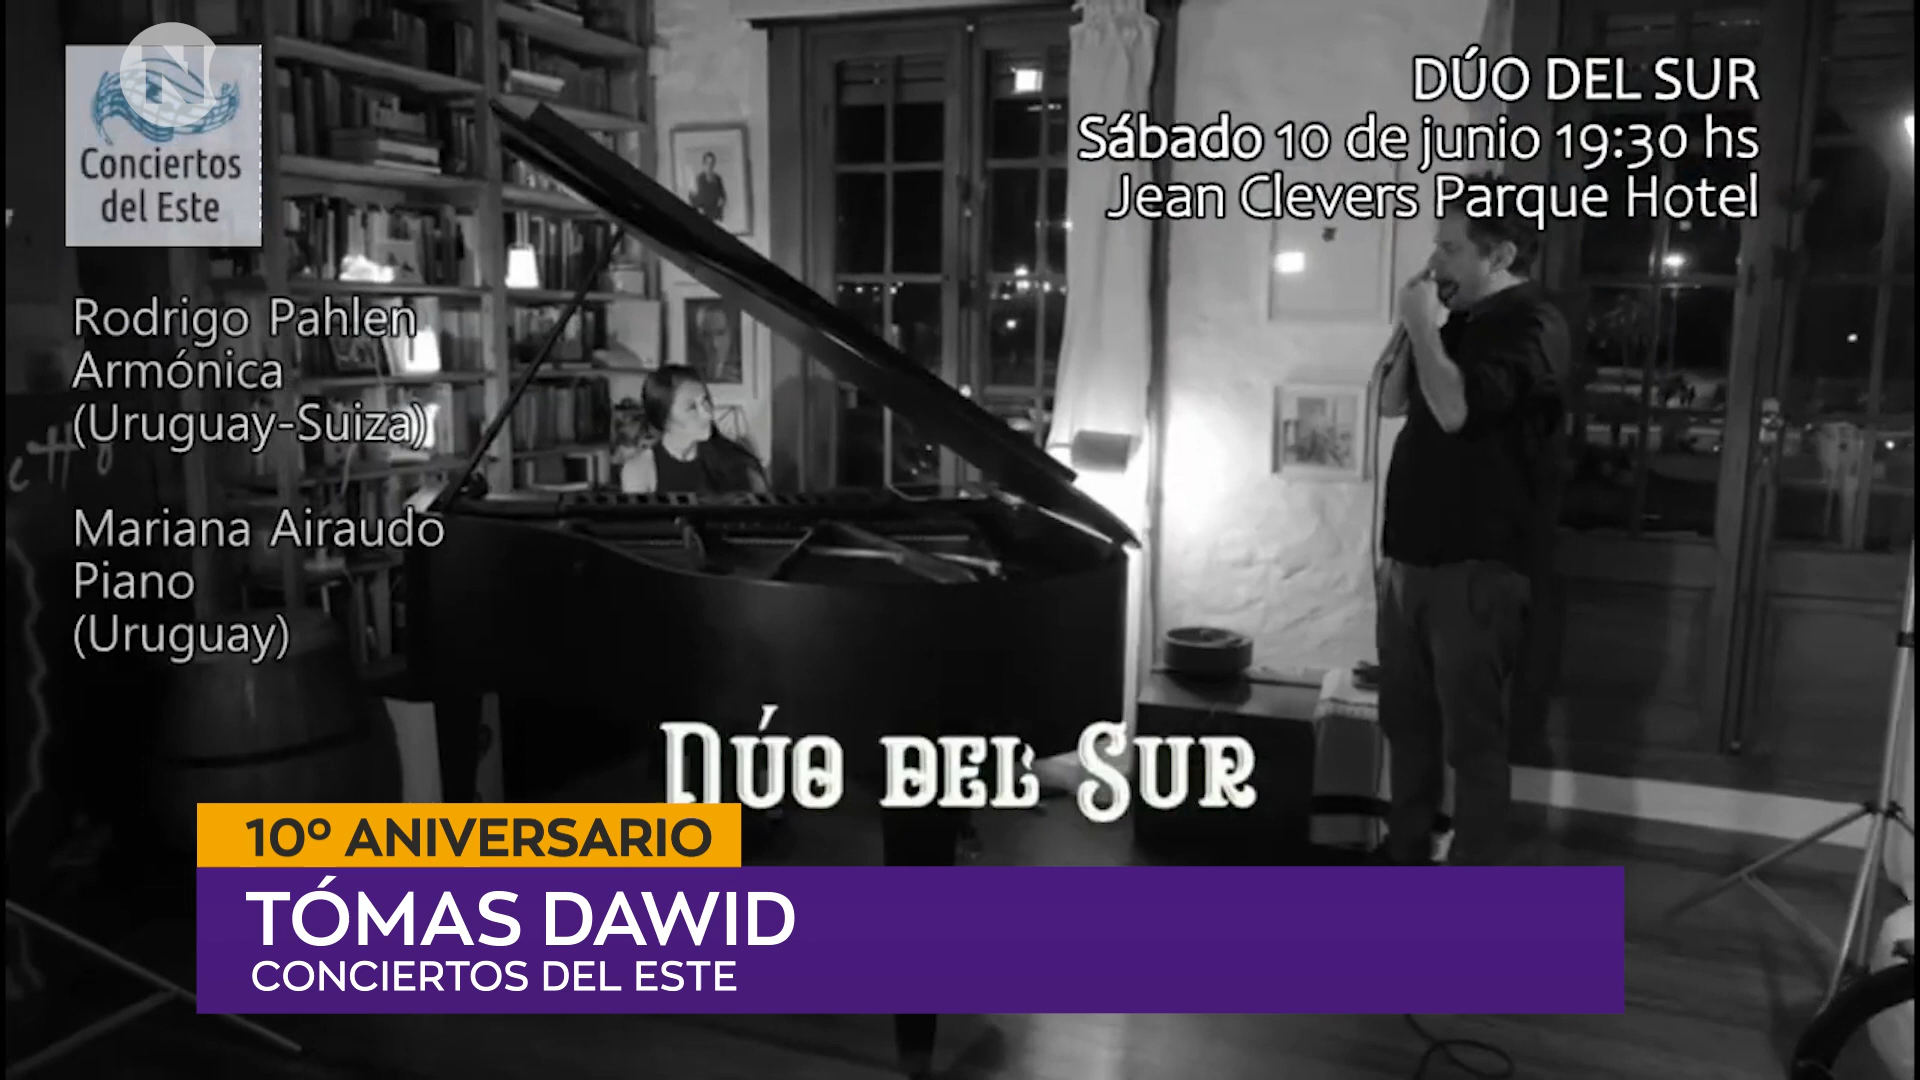 N
Conciertos
del Este
DÚO DEL SUR
Sábado 10 de junio 19:30 hs
Jean Clevers Parque Hotel
Rodrigo Pahlen
Armónica
(Uruguay-Suiza)
Mariana Airaudo
Piano
(Uruguay)
Dúo del Sur
10º ANIVERSARIO
TÓMAS DAWID
CONCIERTOS DEL ESTE